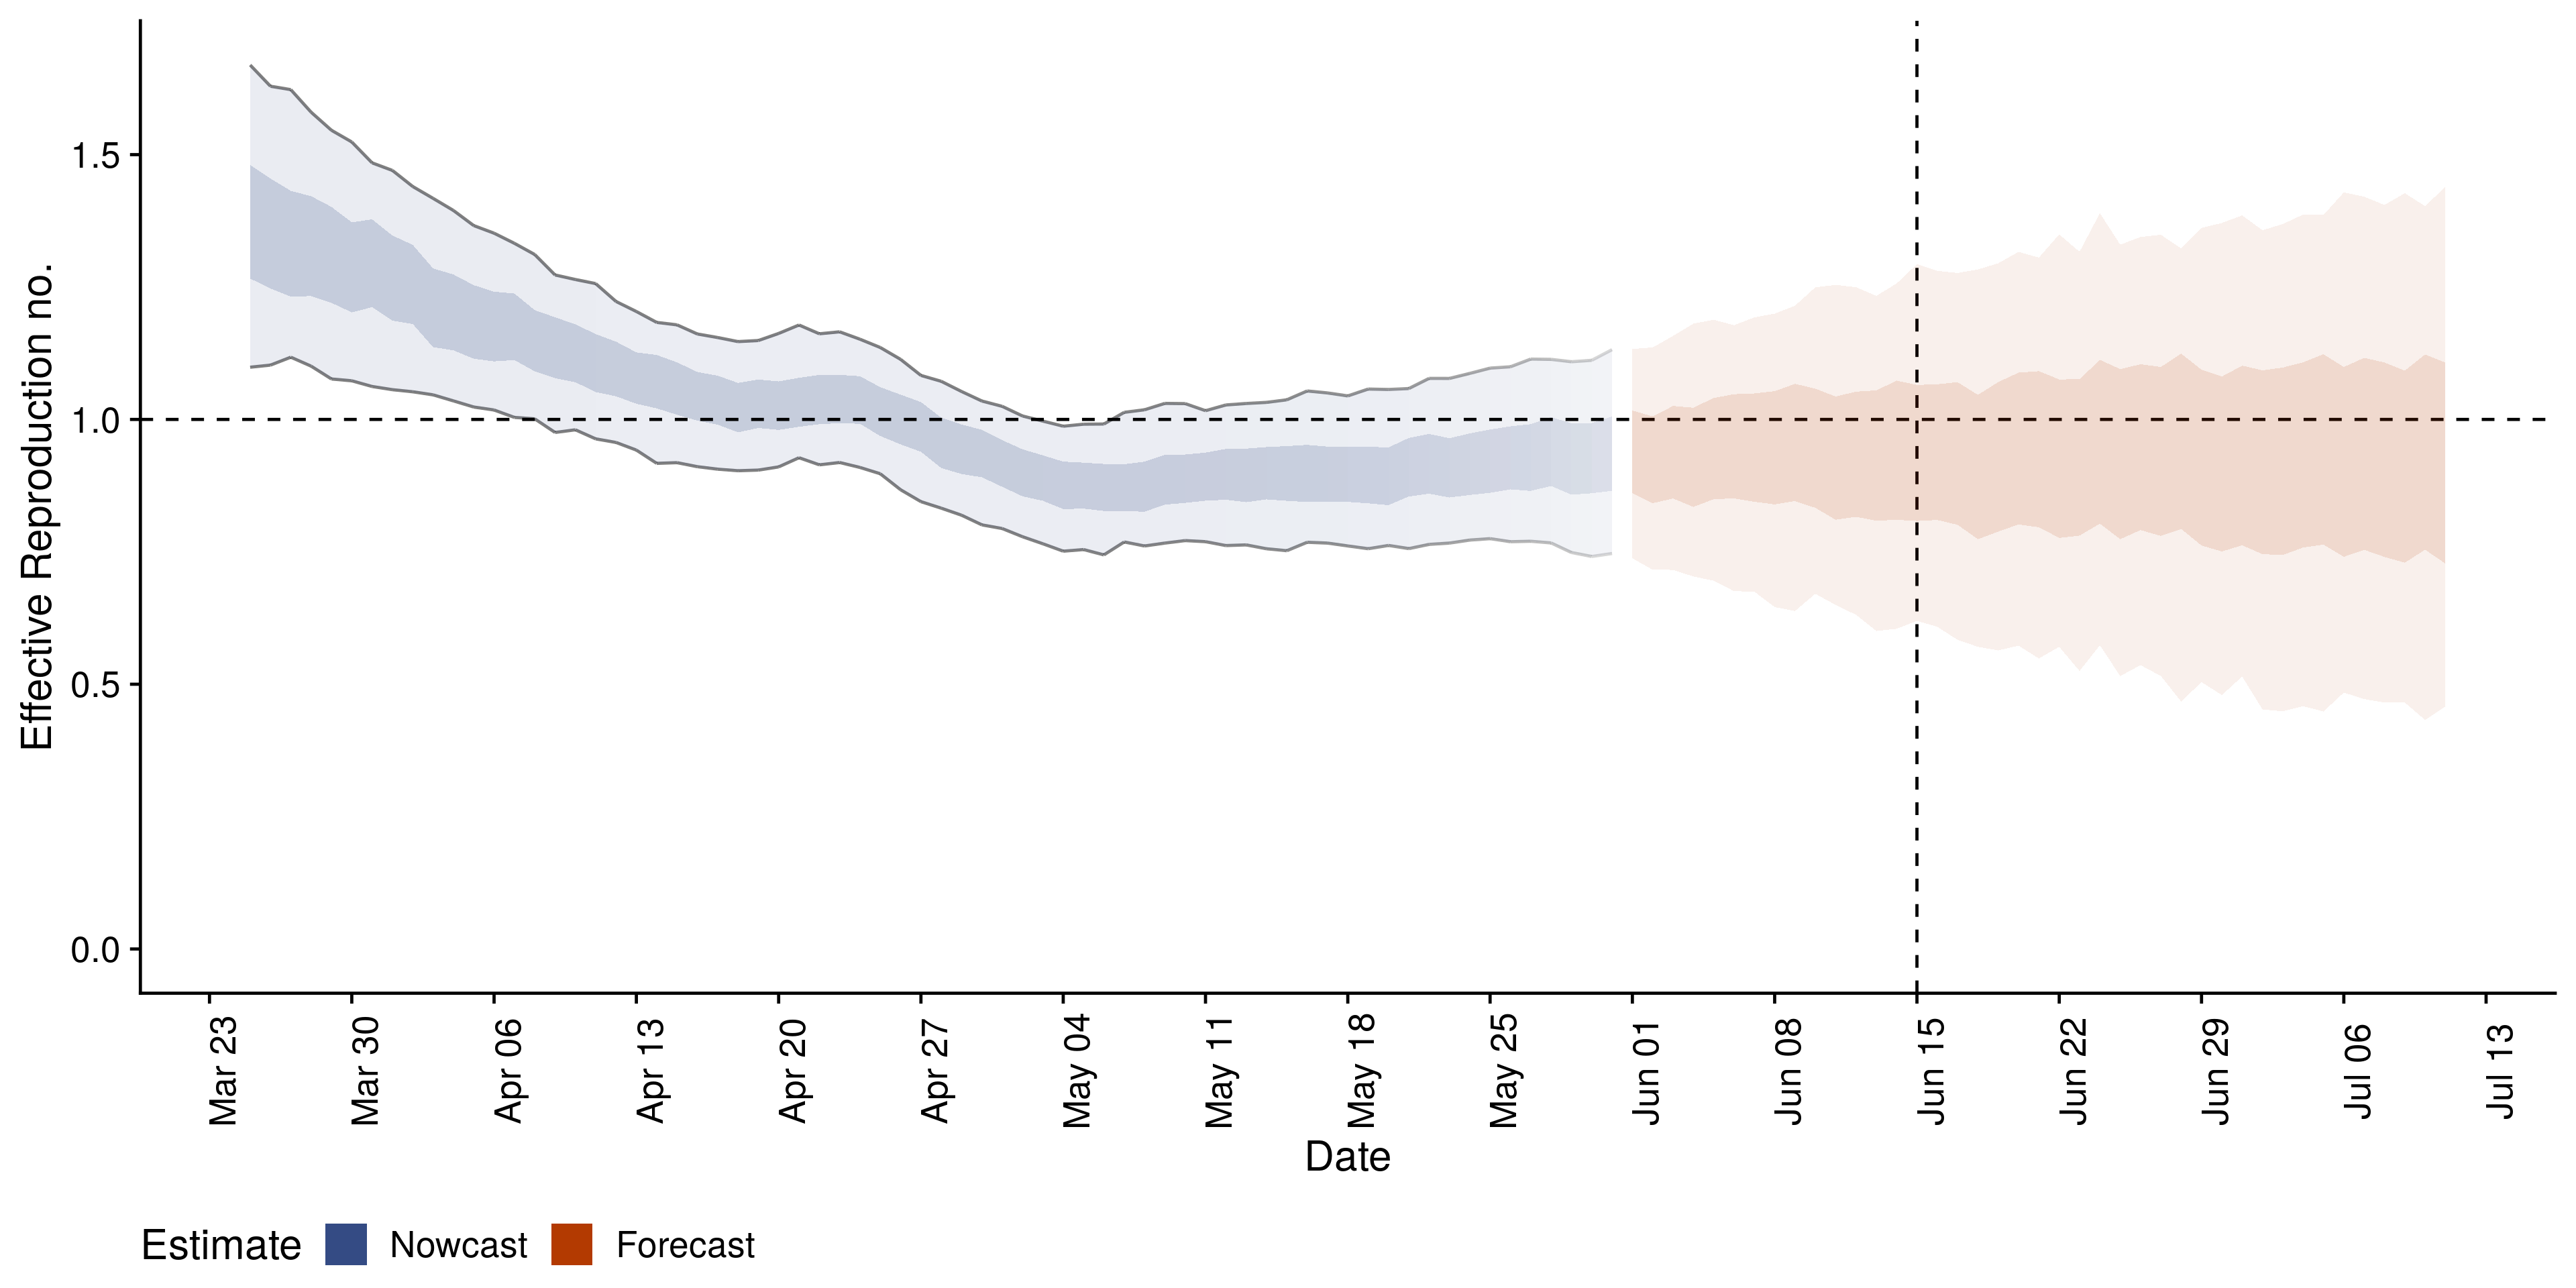 Effective Reproduction no.
1.5
1.0
0.5
0.0
Mar 23
Mar 30
Apr 06
Apr 13
Apr 20
Apr 27
May 04
May 11
May 18
May 25
Jun 01
Jun 08
Jun 15
Jun 22
Jun 29
Jul 06
Jul 13
Date
Estimate Nowcast Forecast